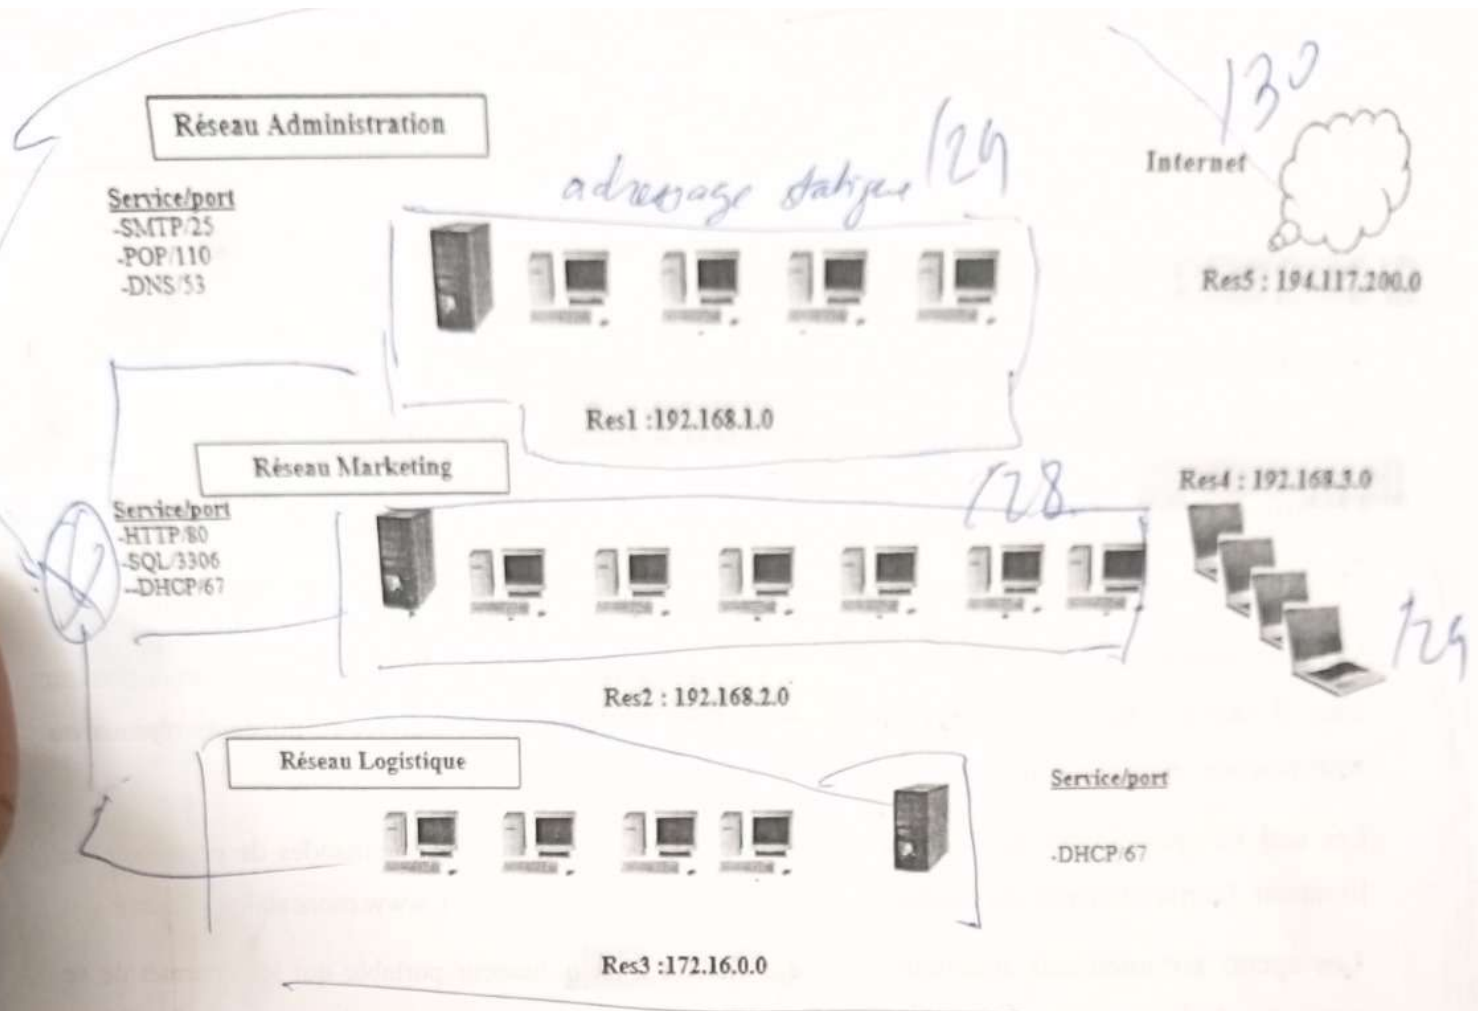 /30
Réseau Administration
adressage statique /29
Internet
Service/port
-SMTP/25
-POP/110
-DNS/53
Res5 : 194.117.200.0
Res1 :192.168.1.0
Réseau Marketing
/28
Res4 : 192.168.3.0
Service/port
-HTTP/80
-SQL/3306
--DHCP/67
/29
Res2 : 192.168.2.0
Réseau Logistique
Service/port
-DHCP/67
Res3 :172.16.0.0